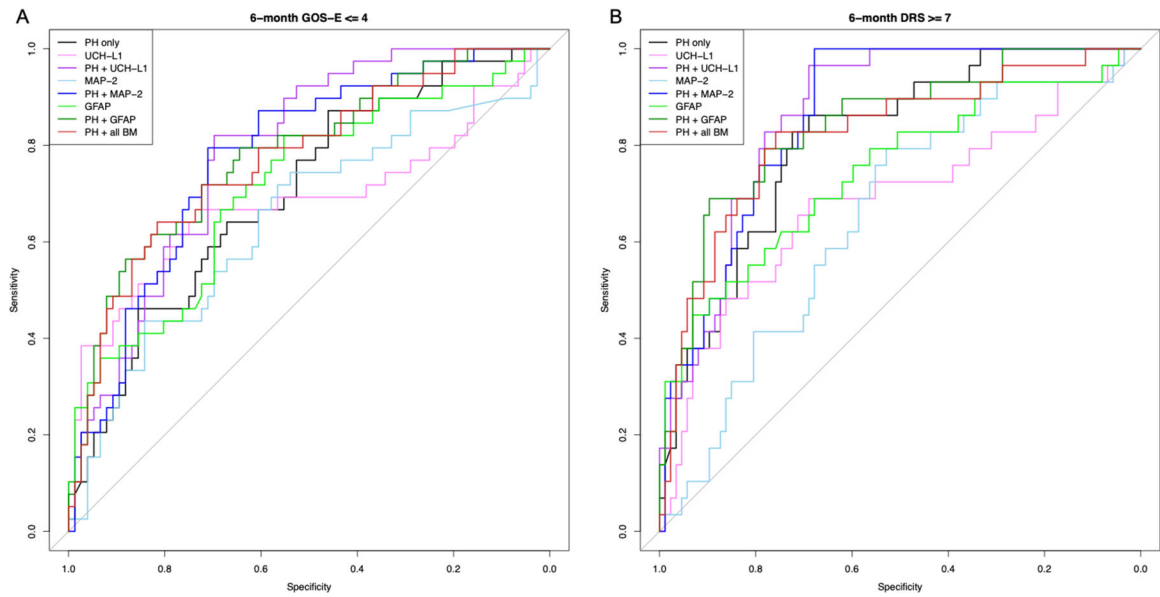 A
6-month GOS-E <= 4
PH only
UCH-L1
PH + UCH-L1
MAP-2
PH + MAP-2
GFAP
PH + GFAP
PH + all BM
1.0
0.8
0.6
0.4
0.2
0.0
Sensitivity
1.0 0.8 0.6 0.4 0.2 0.0
Specificity
B
6-month DRS >= 7
PH only
UCH-L1
PH + UCH-L1
MAP-2
PH + MAP-2
GFAP
PH + GFAP
PH + all BM
1.0
0.8
0.6
0.4
0.2
0.0
Sensitivity
1.0 0.8 0.6 0.4 0.2 0.0
Specificity